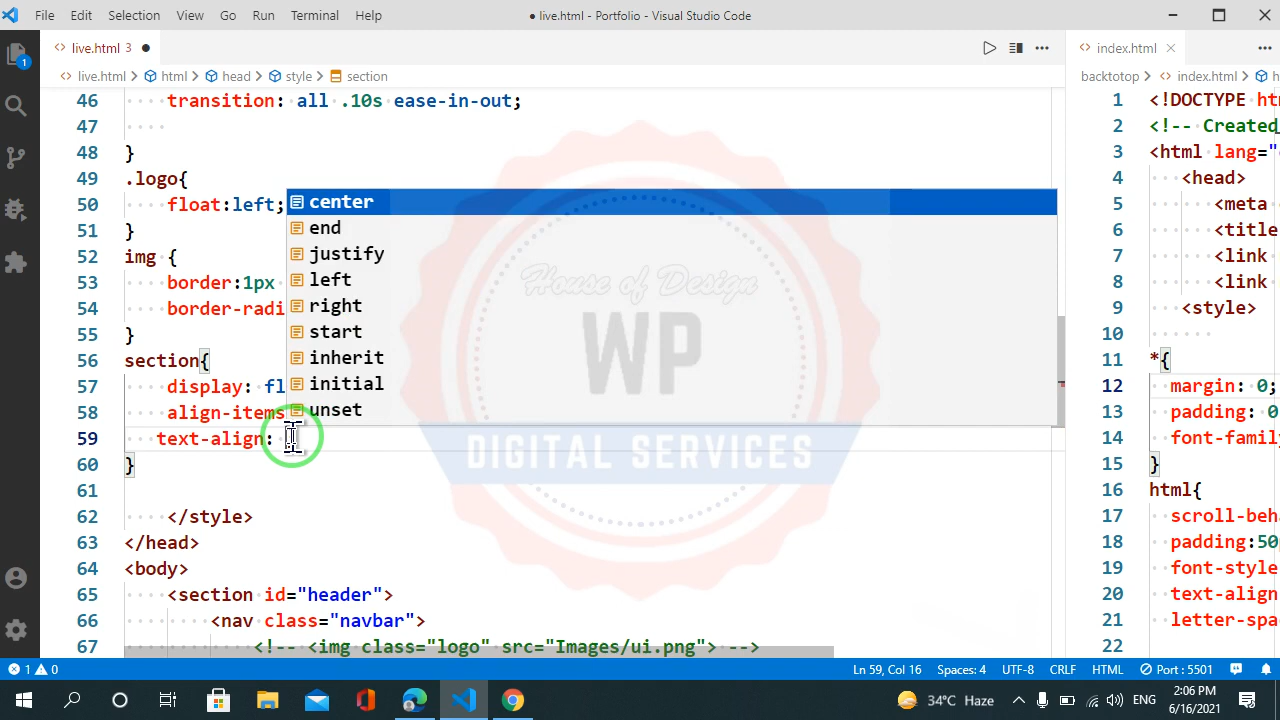 File Edit Selection View Go Run Terminal Help ● live.html - Portfolio - Visual Studio Code
live.html 3 ●
index.html
live.html > html > head > style > section
backtotop > index.html >
46 transition: all .10s ease-in-out;
47
48 }
49 .logo{
50 float:left;
51 }
52 img {
53 border:1px
54 border-radi
55 }
56 section{
57 display: fl
58 align-items
59 text-align:
60 }
61
62 </style>
63 </head>
64 <body>
65 <section id="header">
66 <nav class="navbar">
67 <!-- <img class="logo" src="Images/ui.png"> -->
center
end
justify
left
right
start
inherit
initial
unset
1 <!DOCTYPE ht
2 <!-- Created
3 <html lang="
4 <head>
5 <meta
6 <title
7 <link
8 <link
9 <style>
10
11 *{
12 margin: 0;
13 padding: 0
14 font-family
15 }
16 html{
17 scroll-beha
18 padding:50p
19 font-style
20 text-align
21 letter-spa
22
House of Design
WP
DIGITAL SERVICES
1
1 0
Ln 59, Col 16 Spaces: 4 UTF-8 CRLF HTML Port : 5501
34°C Haze
ENG
2:06 PM
6/16/2021